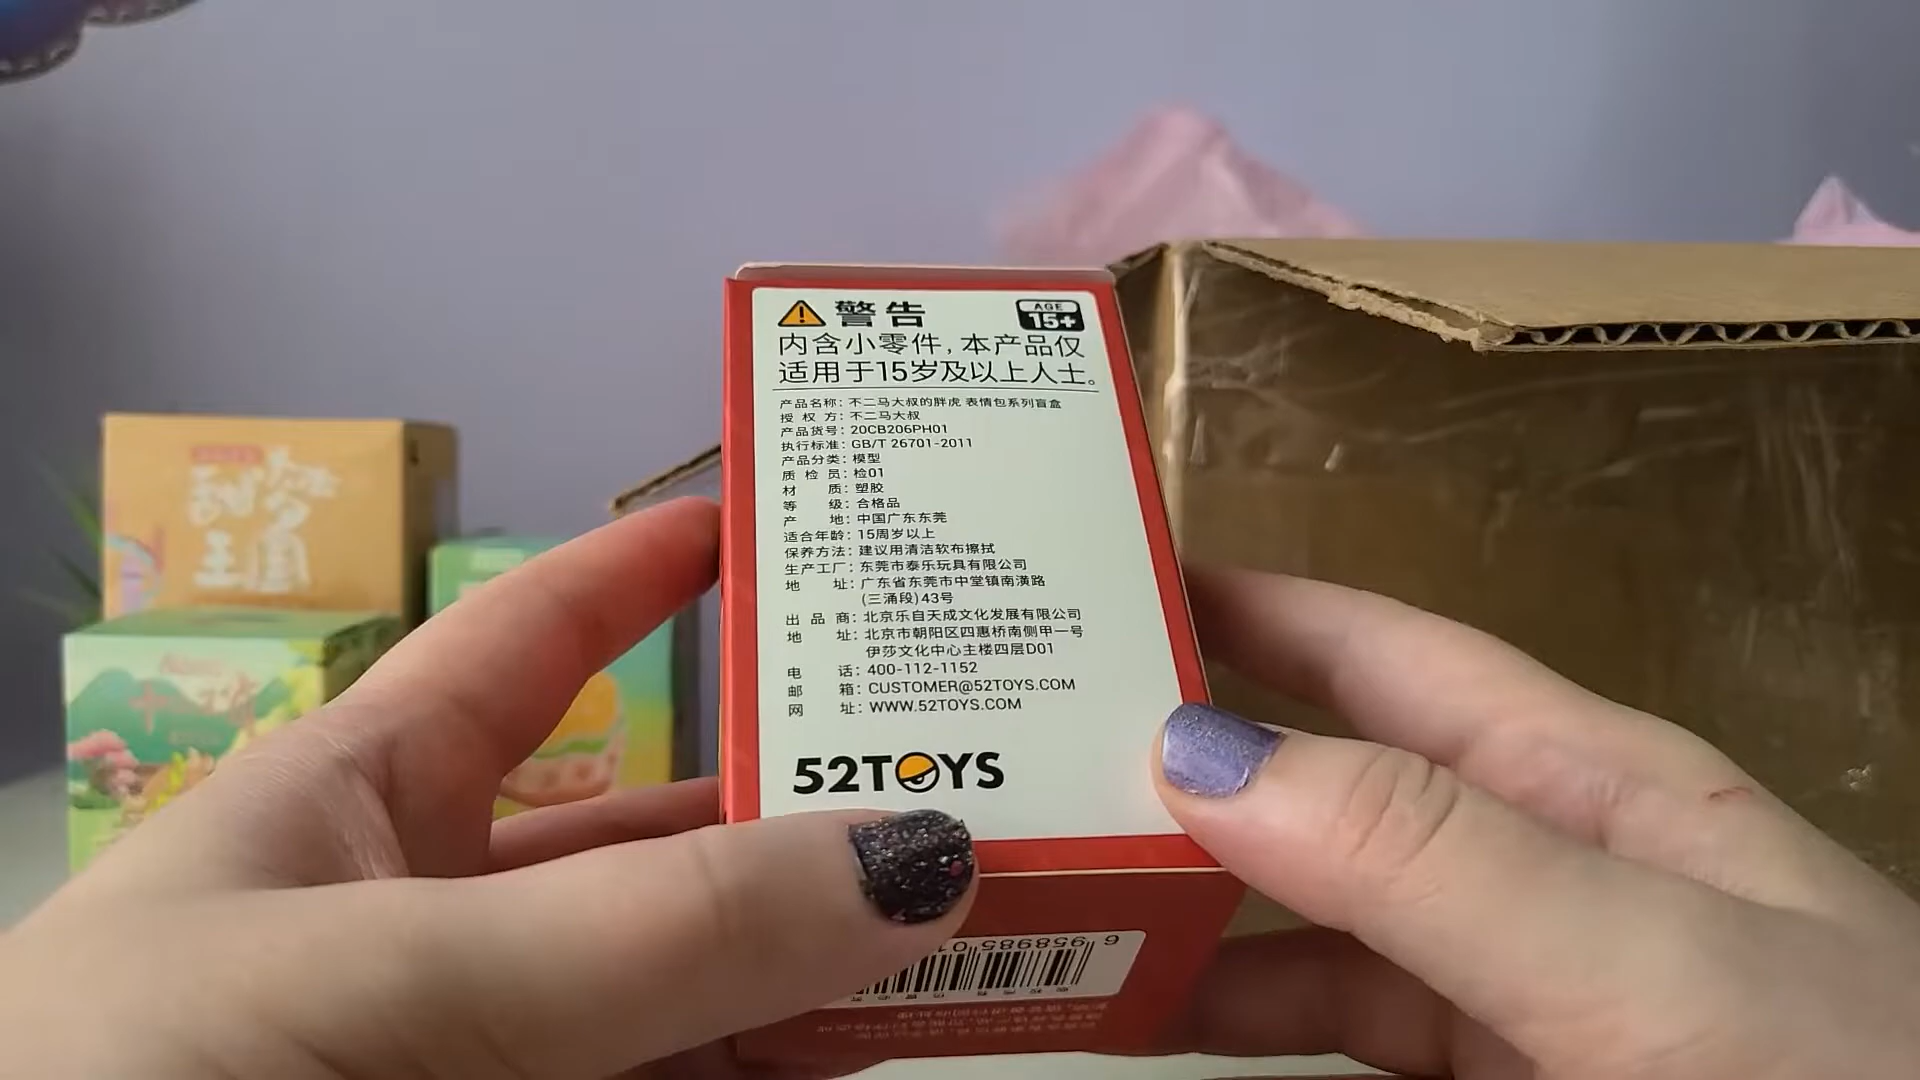 警告
AGE
15+
内含小零件,本产品仅
适用于15岁及以上人士。
产品名称: 不二马大叔的胖虎 表情包系列盲盒
授权方: 不二马大叔
产品货号: 20CB206PH01
执行标准: GB/T 26701-2011
产品分类: 模型
质检员: 检01
材质: 塑胶
等级: 合格品
产地: 中国广东东莞
适合年龄: 15周岁以上
保养方法: 建议用清洁软布擦拭
生产工厂: 东莞市泰乐玩具有限公司
地址: 广东省东莞市中堂镇南潢路
(三涌段)43号
出品商: 北京乐自天成文化发展有限公司
地址: 北京市朝阳区四惠桥南侧甲一号
伊莎文化中心主楼四层D01
电话: 400-112-1152
邮箱: CUSTOMER@52TOYS.COM
网址: WWW.52TOYS.COM
52TOYS
6 958985 01